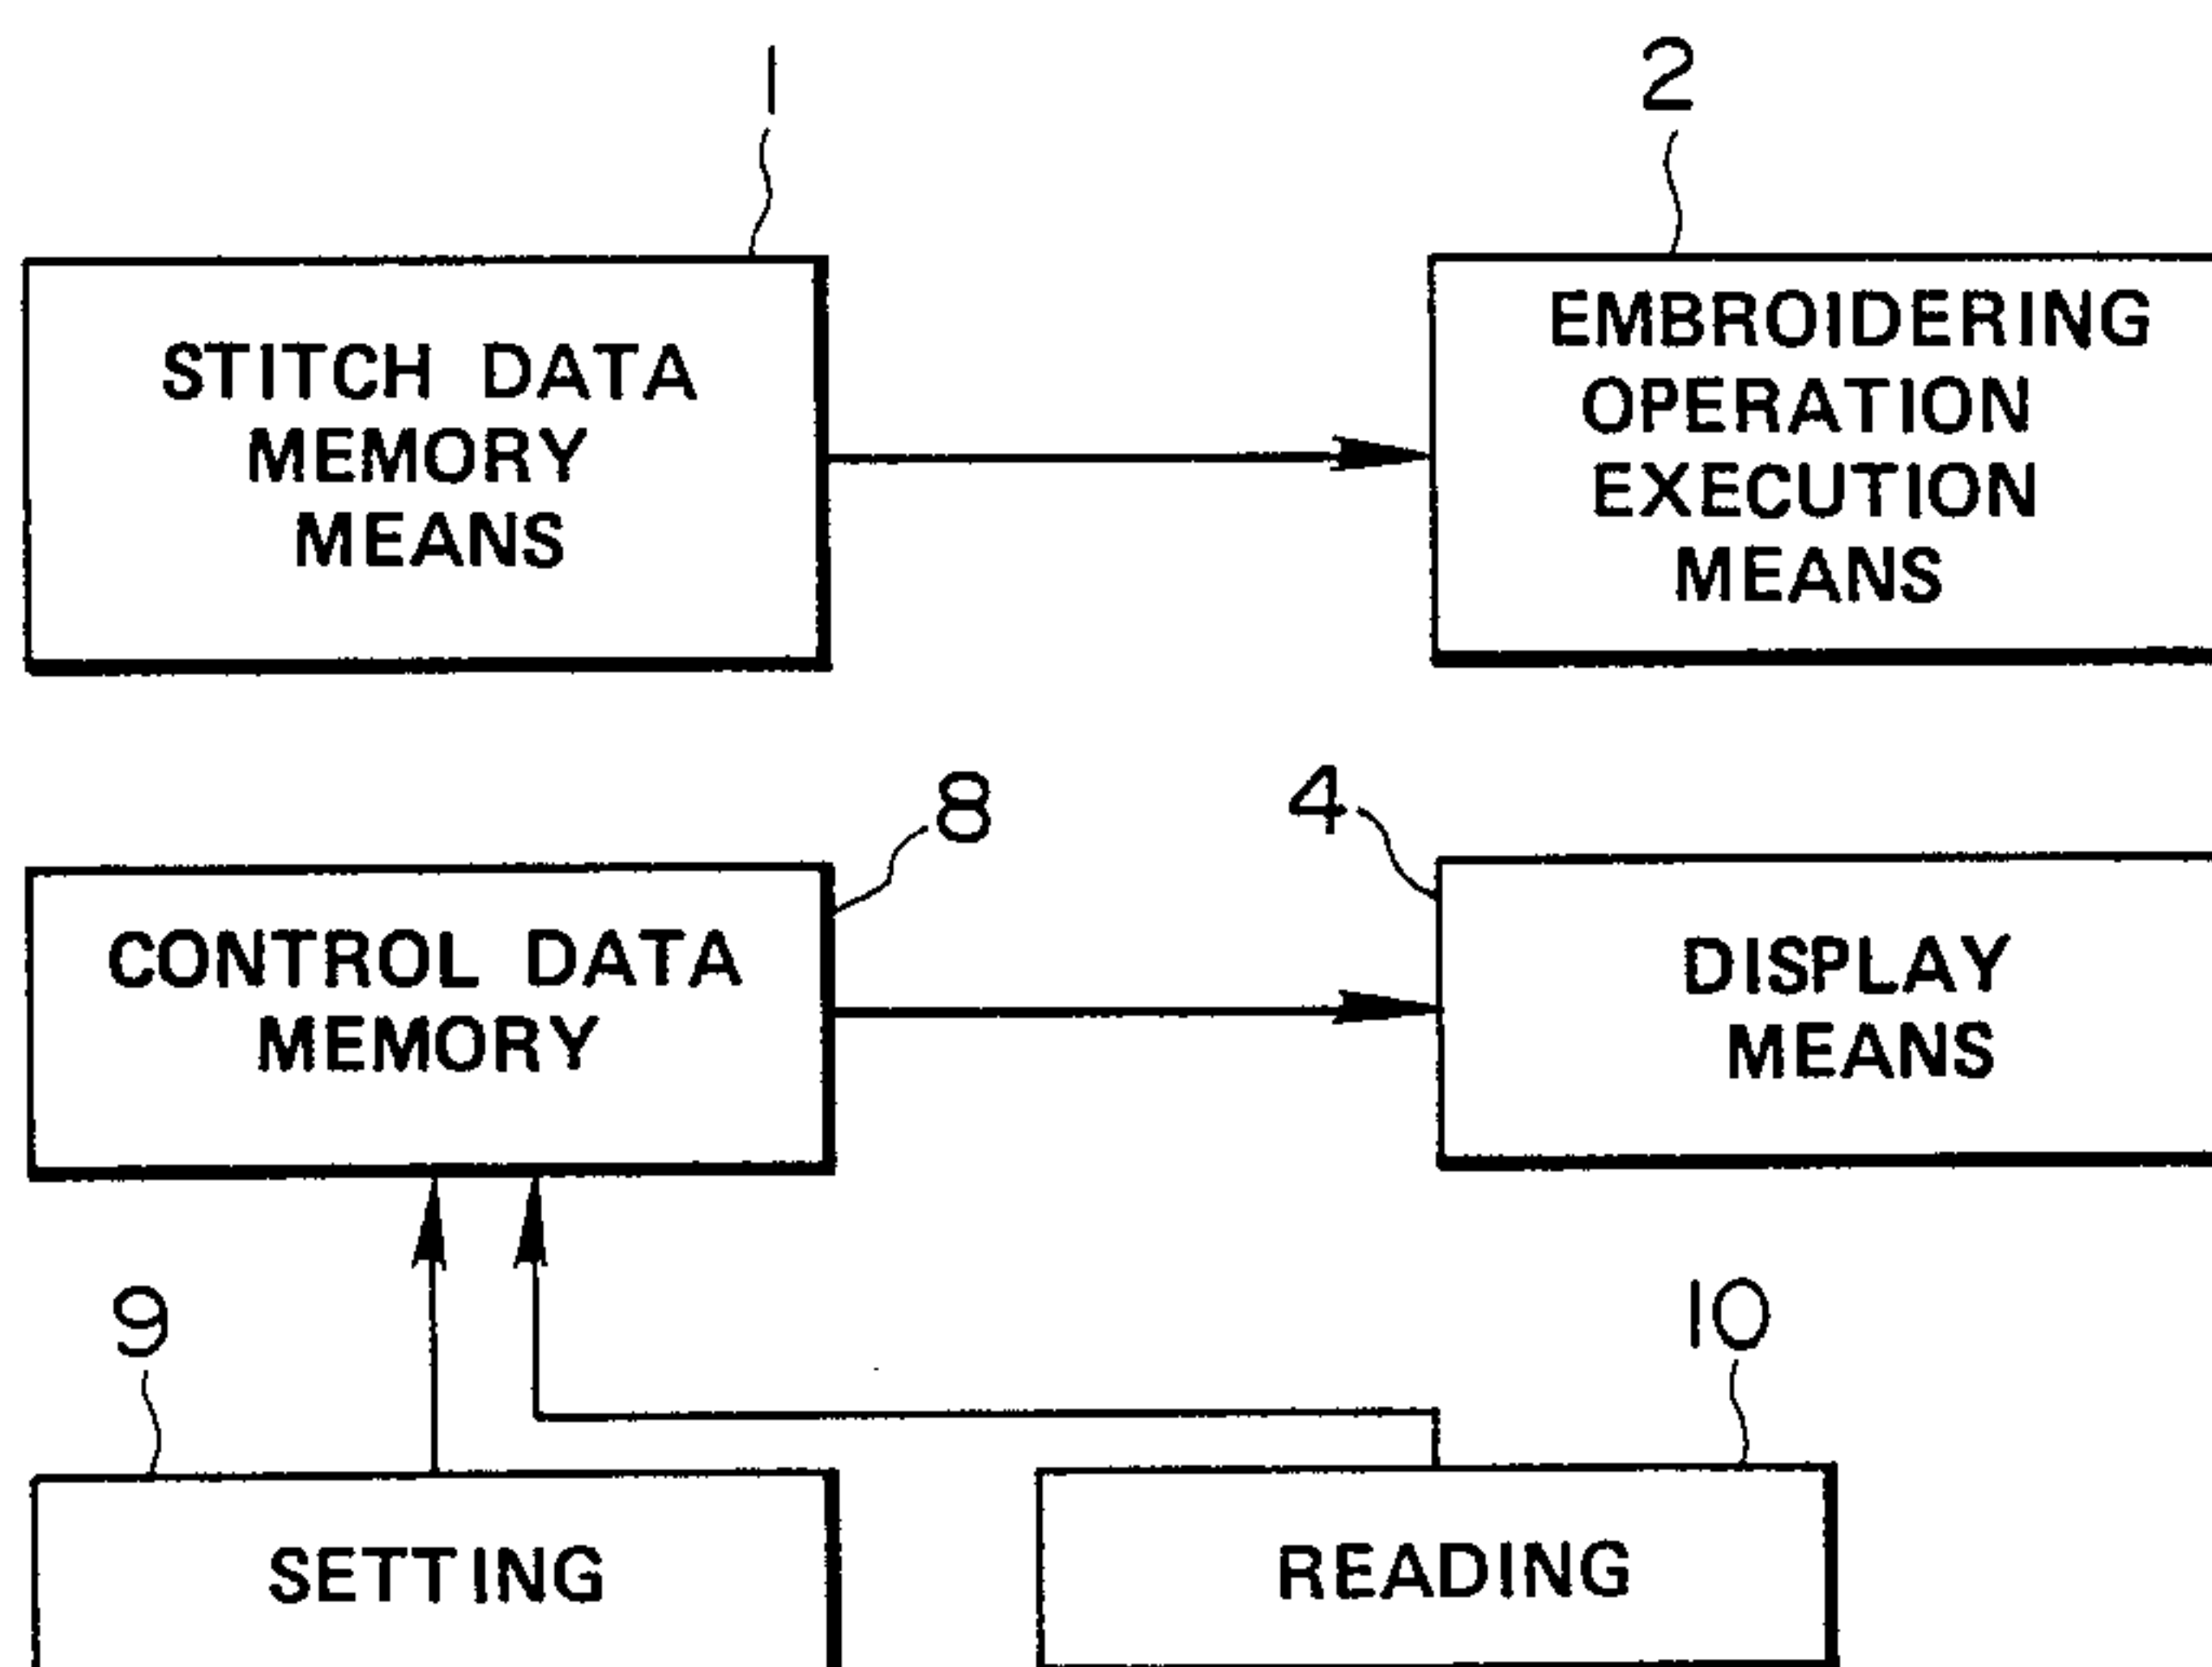 1
2
STITCH DATA
MEMORY
MEANS
EMBROIDERING
OPERATION
EXECUTION
MEANS
8
4
CONTROL DATA
MEMORY
DISPLAY
MEANS
9
10
SETTING
READING